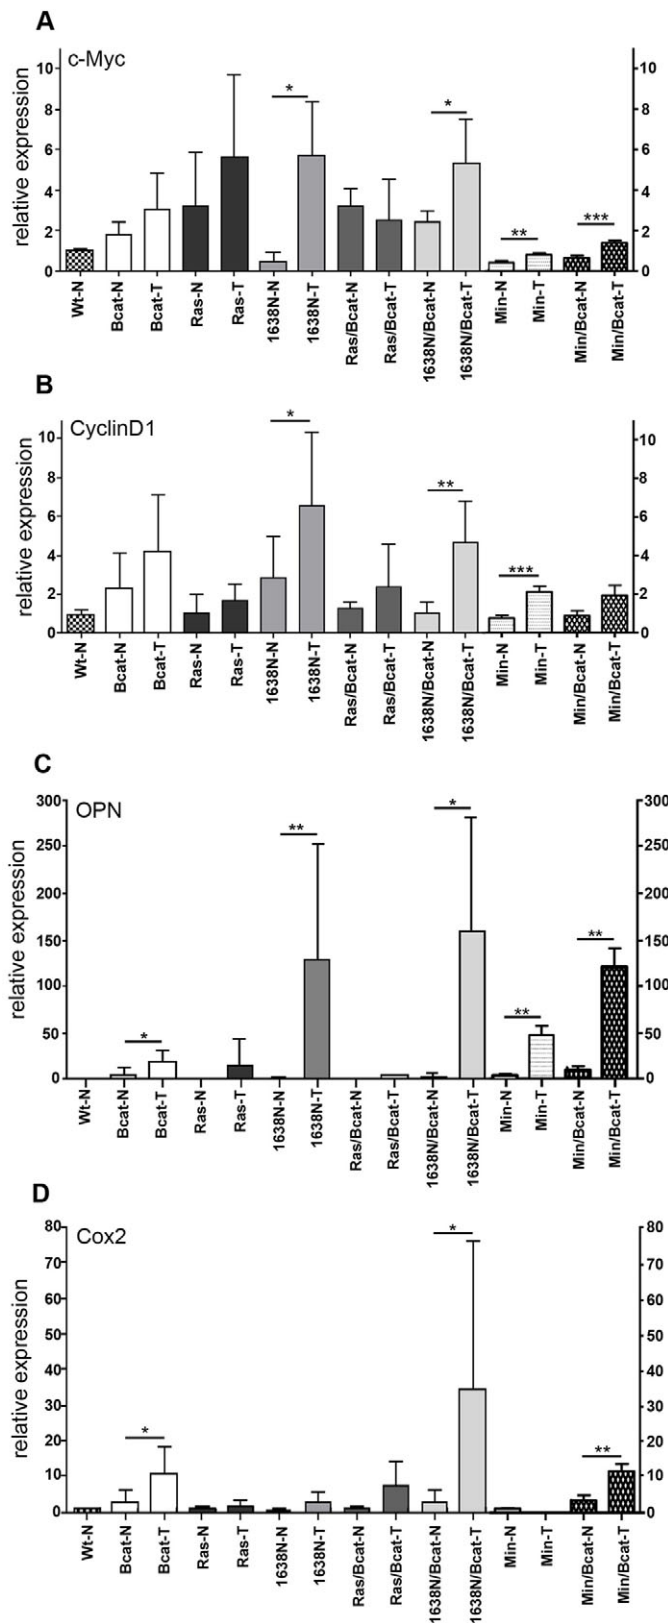 A
c-Myc
relative expression
10
8
6
4
2
0
10
8
6
4
2
0
* * ** ***
Wt-N Bcat-N Bcat-T Ras-N Ras-T 1638N-N 1638N-T Ras/Bcat-N Ras/Bcat-T 1638N/Bcat-N 1638N/Bcat-T Min-N Min-T Min/Bcat-N Min/Bcat-T
B
CyclinD1
relative expression
10
8
6
4
2
0
10
8
6
4
2
0
* ** ***
Wt-N Bcat-N Bcat-T Ras-N Ras-T 1638N-N 1638N-T Ras/Bcat-N Ras/Bcat-T 1638N/Bcat-N 1638N/Bcat-T Min-N Min-T Min/Bcat-N Min/Bcat-T
C
OPN
relative expression
300
250
200
150
100
50
0
300
250
200
150
100
50
0
* ** * ** **
Wt-N Bcat-N Bcat-T Ras-N Ras-T 1638N-N 1638N-T Ras/Bcat-N Ras/Bcat-T 1638N/Bcat-N 1638N/Bcat-T Min-N Min-T Min/Bcat-N Min/Bcat-T
D
Cox2
relative expression
80
70
60
50
40
30
20
10
0
80
70
60
50
40
30
20
10
0
* * **
Wt-N Bcat-N Bcat-T Ras-N Ras-T 1638N-N 1638N-T Ras/Bcat-N Ras/Bcat-T 1638N/Bcat-N 1638N/Bcat-T Min-N Min-T Min/Bcat-N Min/Bcat-T